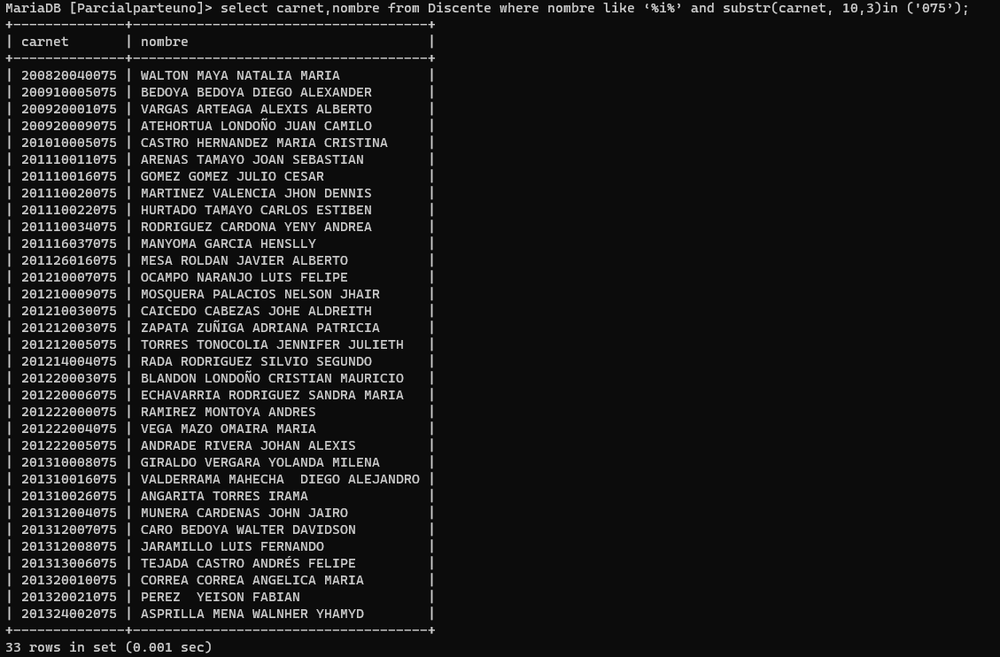 MariaDB [Parcialparteuno]> select carnet,nombre from Discente where nombre like ‘%i%’ and substr(carnet, 10,3)in ('075’);
+--------------+-------------------------------------+
| carnet       | nombre                              |
+--------------+-------------------------------------+
| 200820040075 | WALTON MAYA NATALIA MARIA           |
| 200910005075 | BEDOYA BEDOYA DIEGO ALEXANDER       |
| 200920001075 | VARGAS ARTEAGA ALEXIS ALBERTO       |
| 200920009075 | ATEHORTUA LONDOÑO JUAN CAMILO       |
| 201010005075 | CASTRO HERNANDEZ MARIA CRISTINA     |
| 201110011075 | ARENAS TAMAYO JOAN SEBASTIAN        |
| 201110016075 | GOMEZ GOMEZ JULIO CESAR             |
| 201110020075 | MARTINEZ VALENCIA JHON DENNIS       |
| 201110022075 | HURTADO TAMAYO CARLOS ESTIBEN       |
| 201110034075 | RODRIGUEZ CARDONA YENY ANDREA       |
| 201116037075 | MANYOMA GARCIA HENSLLY              |
| 201126016075 | MESA ROLDAN JAVIER ALBERTO          |
| 201210007075 | OCAMPO NARANJO LUIS FELIPE          |
| 201210009075 | MOSQUERA PALACIOS NELSON JHAIR      |
| 201210030075 | CAICEDO CABEZAS JOHE ALDREITH       |
| 201212003075 | ZAPATA ZUÑIGA ADRIANA PATRICIA      |
| 201212005075 | TORRES TONOCOLIA JENNIFER JULIETH   |
| 201214004075 | RADA RODRIGUEZ SILVIO SEGUNDO       |
| 201220003075 | BLANDON LONDOÑO CRISTIAN MAURICIO   |
| 201220006075 | ECHAVARRIA RODRIGUEZ SANDRA MARIA   |
| 201222000075 | RAMIREZ MONTOYA ANDRES              |
| 201222004075 | VEGA MAZO OMAIRA MARIA              |
| 201222005075 | ANDRADE RIVERA JOHAN ALEXIS         |
| 201310008075 | GIRALDO VERGARA YOLANDA MILENA      |
| 201310016075 | VALDERRAMA MAHECHA  DIEGO ALEJANDRO |
| 201310026075 | ANGARITA TORRES IRAMA               |
| 201312004075 | MUNERA CARDENAS JOHN JAIRO          |
| 201312007075 | CARO BEDOYA WALTER DAVIDSON         |
| 201312008075 | JARAMILLO LUIS FERNANDO             |
| 201313006075 | TEJADA CASTRO ANDRÉS FELIPE         |
| 201320010075 | CORREA CORREA ANGELICA MARIA        |
| 201320021075 | PEREZ  YEISON FABIAN                |
| 201324002075 | ASPRILLA MENA WALNHER YHAMYD        |
+--------------+-------------------------------------+
33 rows in set (0.001 sec)